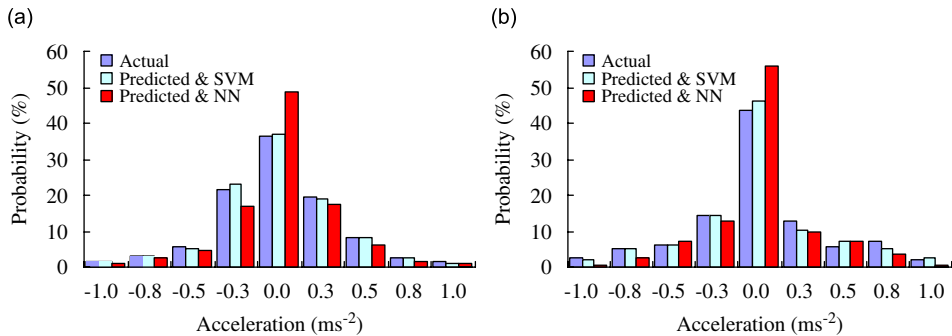 (a)
Actual
Predicted & SVM
Predicted & NN
Probability (%)
60
50
40
30
20
10
0
-1.0 -0.8 -0.5 -0.3 0.0 0.3 0.5 0.8 1.0
Acceleration (ms-2)
(b)
Actual
Predicted & SVM
Predicted & NN
Probability (%)
60
50
40
30
20
10
0
-1.0 -0.8 -0.5 -0.3 0.0 0.3 0.5 0.8 1.0
Acceleration (ms-2)